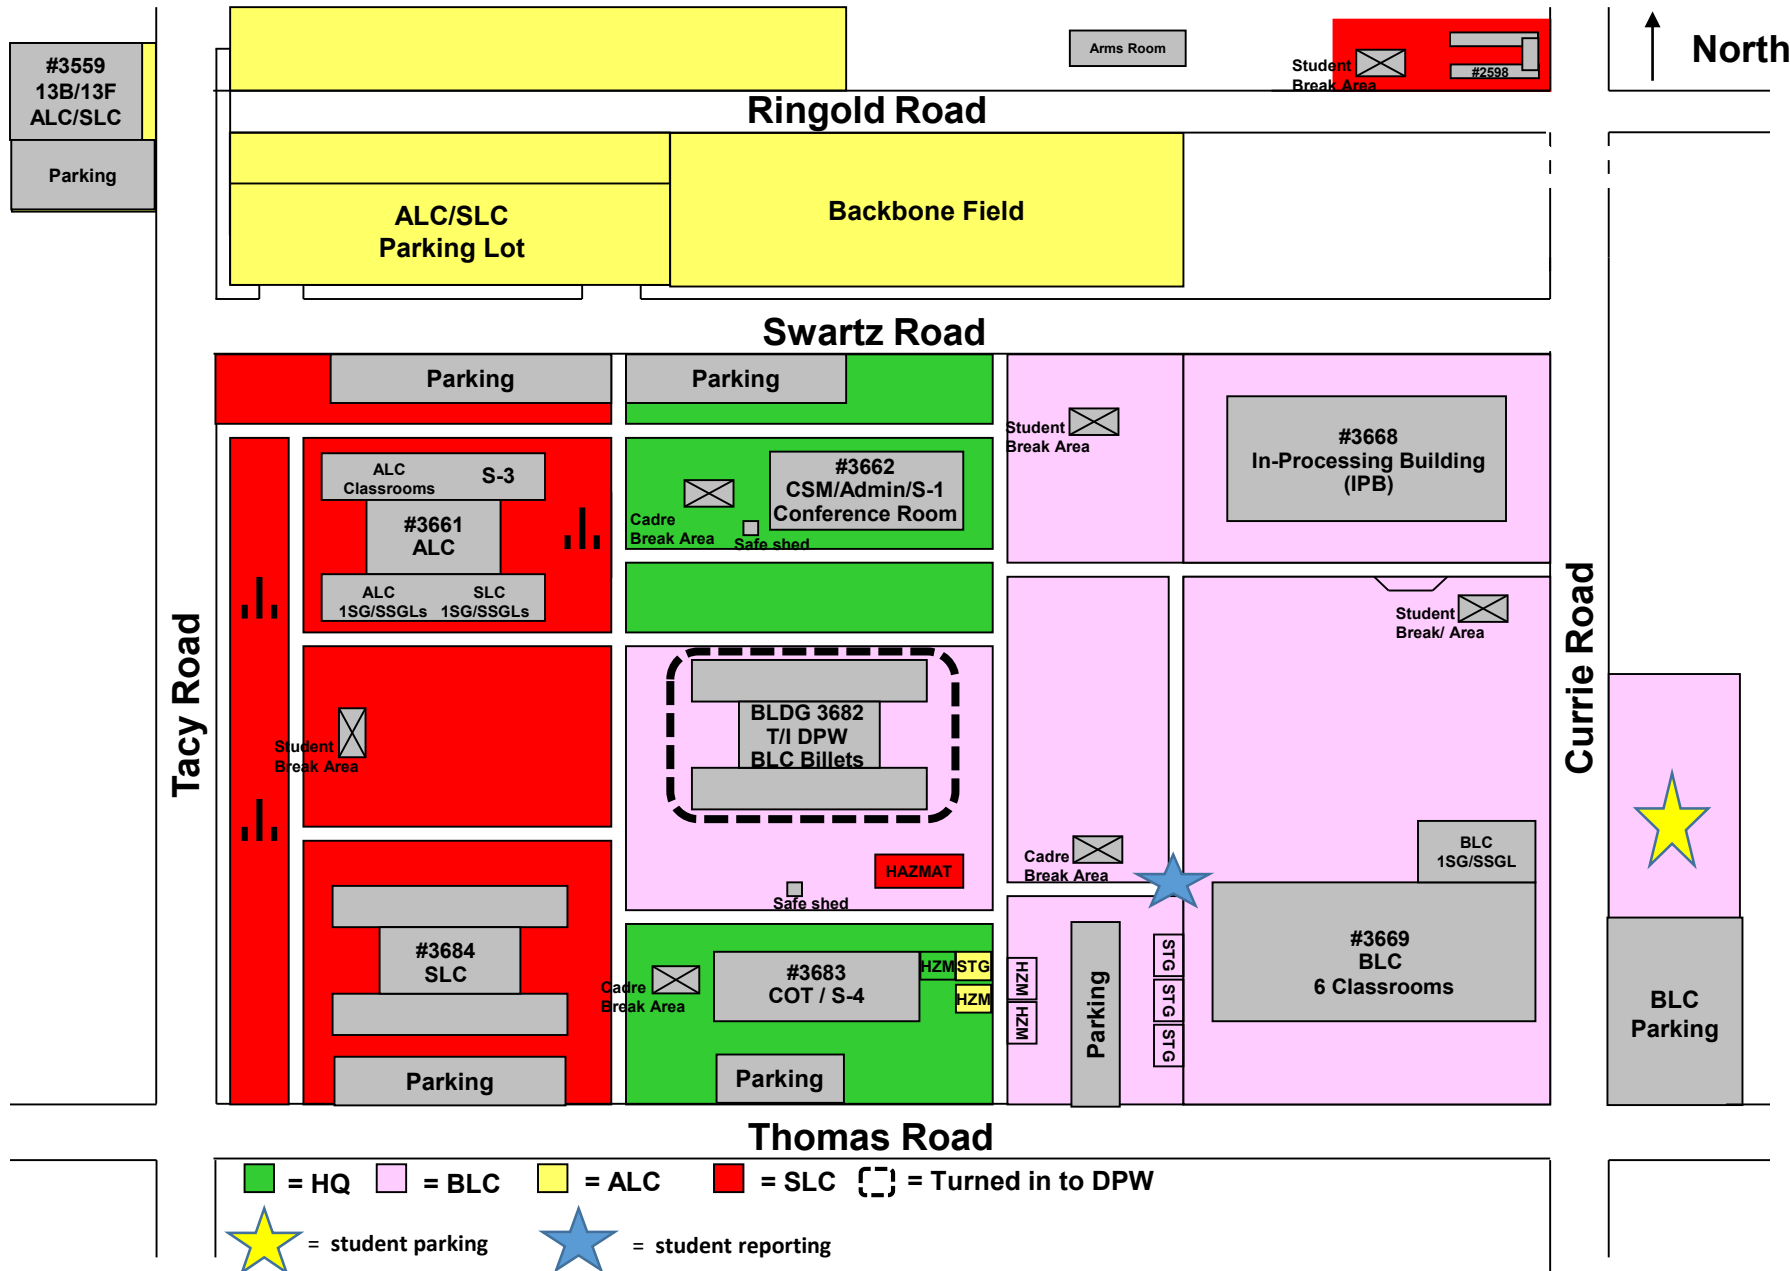 #3559
13B/13F
ALC/SLC
Parking
Arms Room
Student
Break Area
#2598
North
Ringold Road
ALC/SLC
Parking Lot
Backbone Field
Swartz Road
Parking
Parking
ALC
Classrooms
S-3
#3661
ALC
ALC
1SG/SSGLs
SLC
1SG/SSGLs
#3662
CSM/Admin/S-1
Conference Room
Cadre
Break Area
Safe shed
Student
Break Area
#3668
In-Processing Building
(IPB)
Student
Break/ Area
Tacy Road
Currie Road
Student
Break Area
BLDG 3682
T/I DPW
BLC Billets
HAZMAT
Safe shed
Cadre
Break Area
BLC
1SG/SSGL
#3684
SLC
Parking
Cadre
Break Area
#3683
COT / S-4
HZM
STG
HZM
Parking
HZM
HZM
Parking
STG
STG
STG
#3669
BLC
6 Classrooms
BLC
Parking
Thomas Road
= HQ
= BLC
= ALC
= SLC
= Turned in to DPW
= student parking
= student reporting